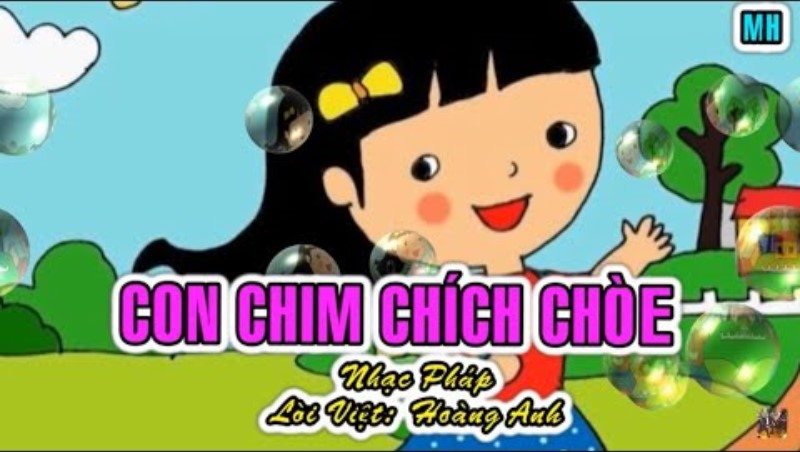 MH
CON CHIM CHÍCH CHÒE
Nhạc Pháp
Lời Việt: Hoàng Anh